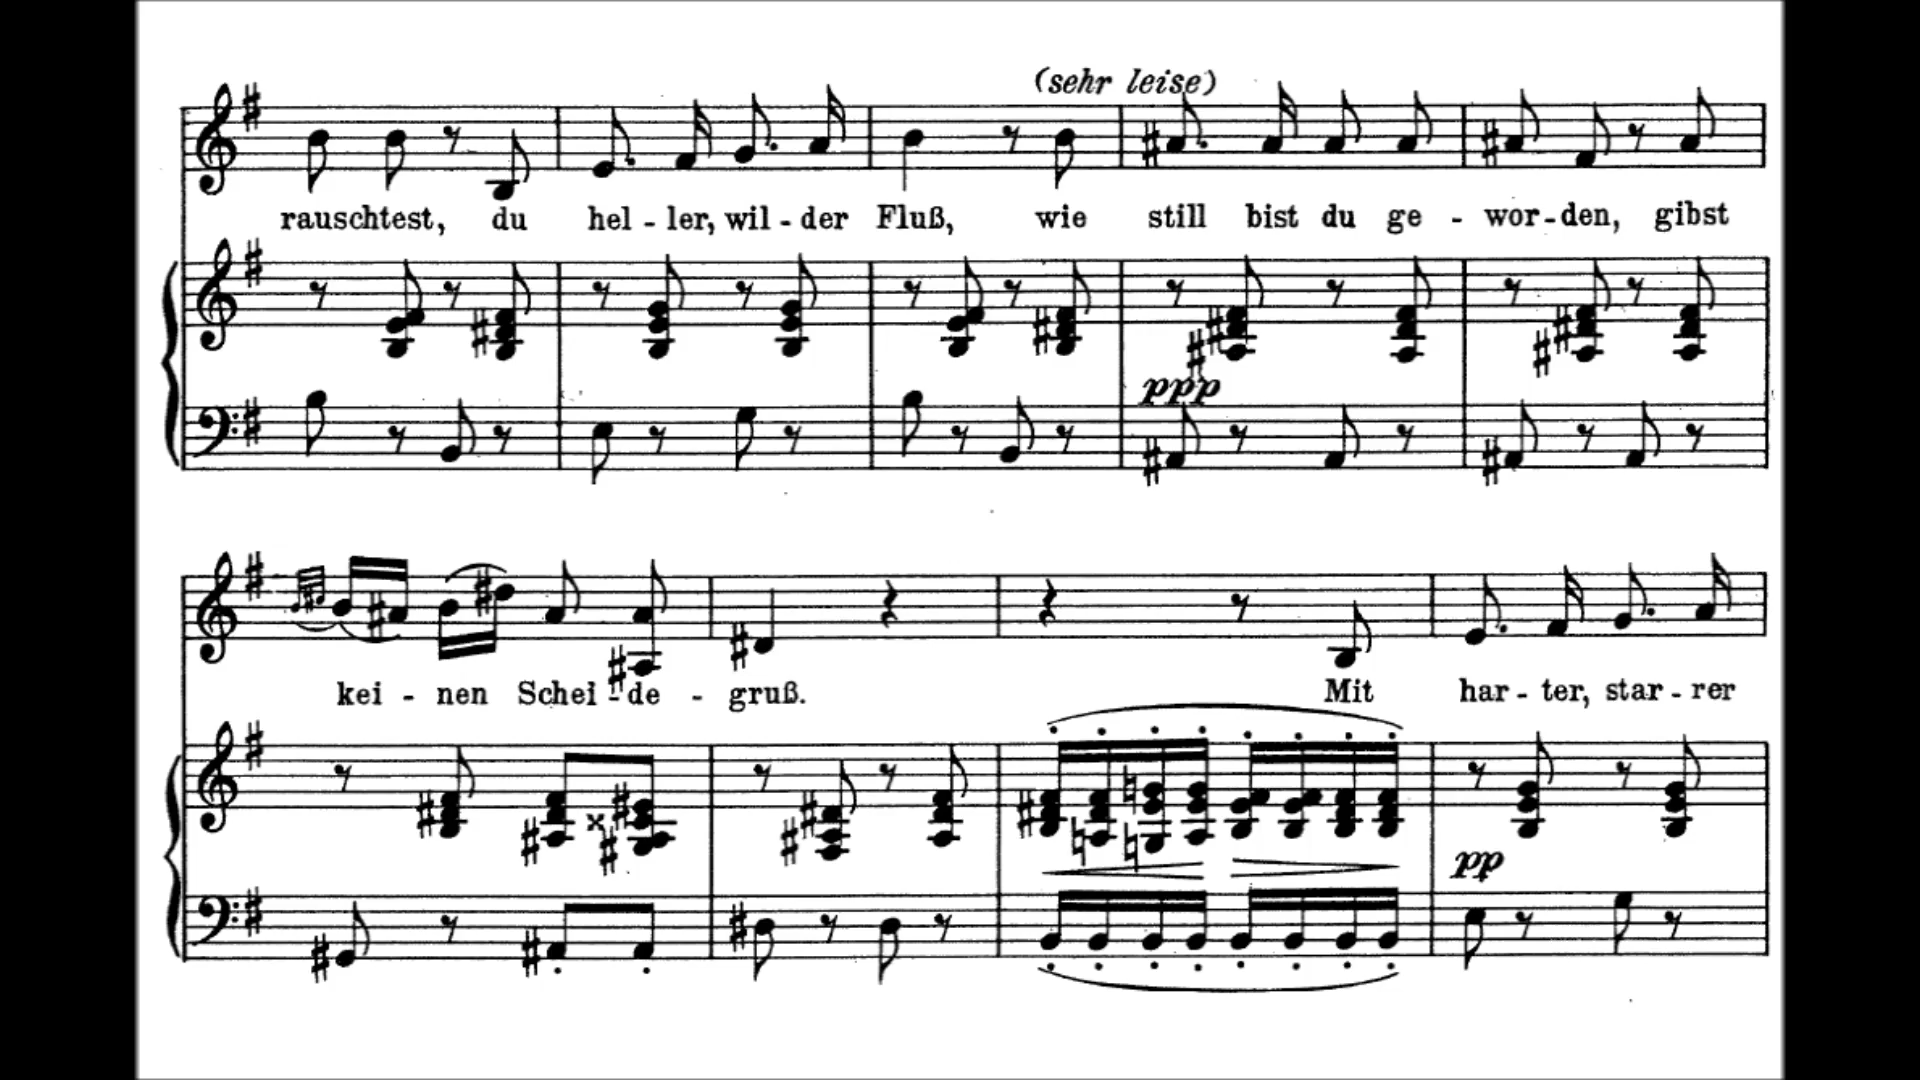 (sehr leise)
rauschtest, du hel - ler, wil - der Fluß, wie still bist du ge - wor - den, gibst
ppp
kei - nen Schei - de - gruß. Mit har - ter, star - rer
pp